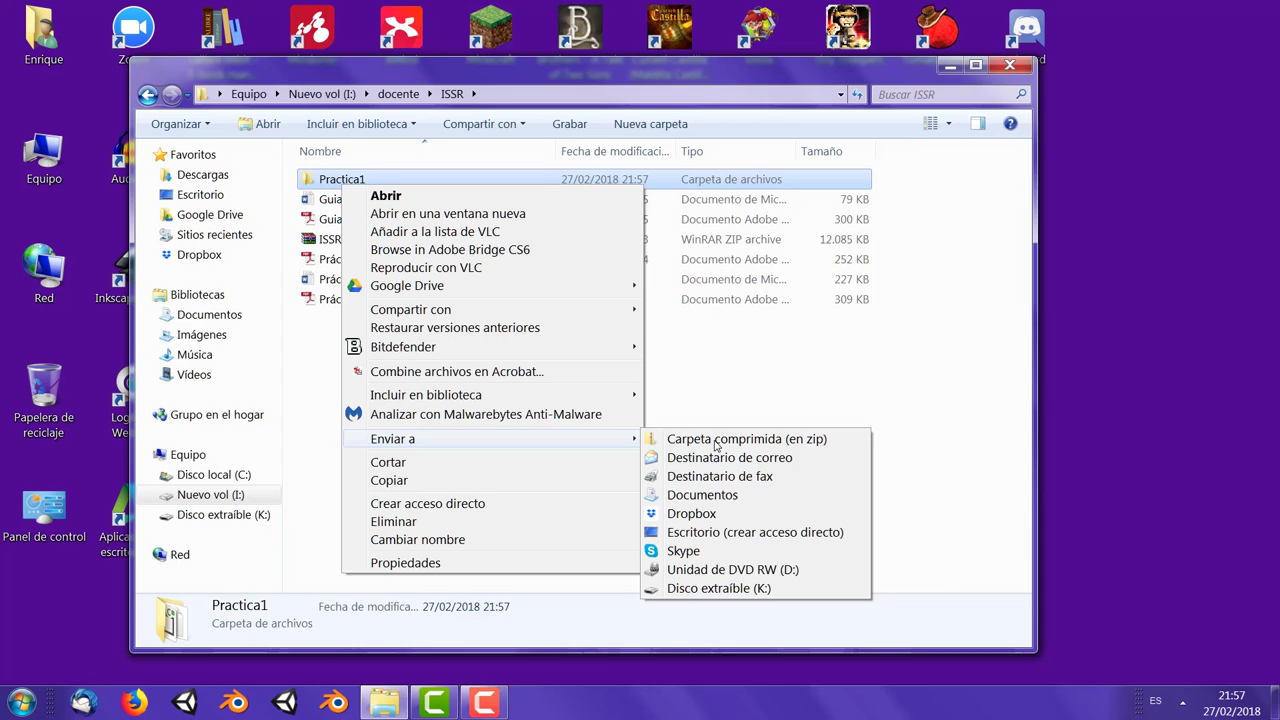 Enrique
Zoom
Equipo > Nuevo vol (I:) > docente > ISSR >
Buscar ISSR
Organizar
Abrir
Incluir en biblioteca
Compartir con
Grabar
Nueva carpeta
Nombre
Fecha de modificaci...
Tipo
Tamaño
Favoritos
Descargas
Escritorio
Google Drive
Sitios recientes
Dropbox
Bibliotecas
Documentos
Imágenes
Música
Vídeos
Grupo en el hogar
Equipo
Disco local (C:)
Nuevo vol (I:)
Disco extraíble (K:)
Red
Practica1 27/02/2018 21:57 Carpeta de archivos
Guia Documento de Mic... 79 KB
Guia Documento Adobe ... 300 KB
ISSR WinRAR ZIP archive 12.085 KB
Prác Documento Adobe ... 252 KB
Prác Documento de Mic... 227 KB
Prác Documento Adobe ... 309 KB
Abrir
Abrir en una ventana nueva
Añadir a la lista de VLC
Browse in Adobe Bridge CS6
Reproducir con VLC
Google Drive
Compartir con
Restaurar versiones anteriores
Bitdefender
Combine archivos en Acrobat...
Incluir en biblioteca
Analizar con Malwarebytes Anti-Malware
Enviar a
Cortar
Copiar
Crear acceso directo
Eliminar
Cambiar nombre
Propiedades
Carpeta comprimida (en zip)
Destinatario de correo
Destinatario de fax
Documentos
Dropbox
Escritorio (crear acceso directo)
Skype
Unidad de DVD RW (D:)
Disco extraíble (K:)
Practica1 Fecha de modifica... 27/02/2018 21:57
Carpeta de archivos
Equipo
Red
Papelera de
reciclaje
Panel de control
ES
21:57
27/02/2018